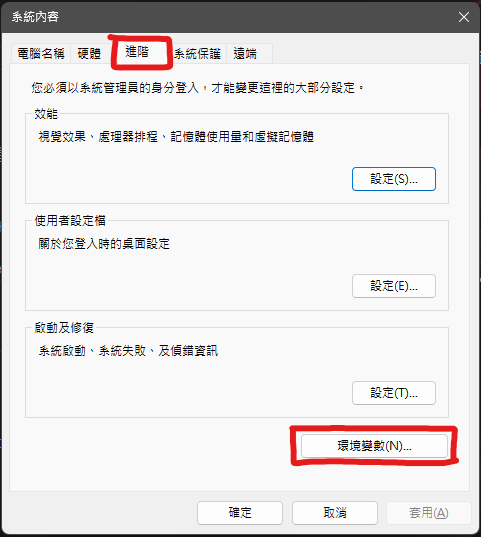 系統內容
電腦名稱 硬體 進階 系統保護 遠端
您必須以系統管理員的身分登入，才能變更這裡的大部分設定。
效能
視覺效果、處理器排程、記憶體使用量和虛擬記憶體
設定(S)...
使用者設定檔
關於您登入時的桌面設定
設定(E)...
啟動及修復
系統啟動、系統失敗、及偵錯資訊
設定(T)...
環境變數(N)...
確定 取消 套用(A)